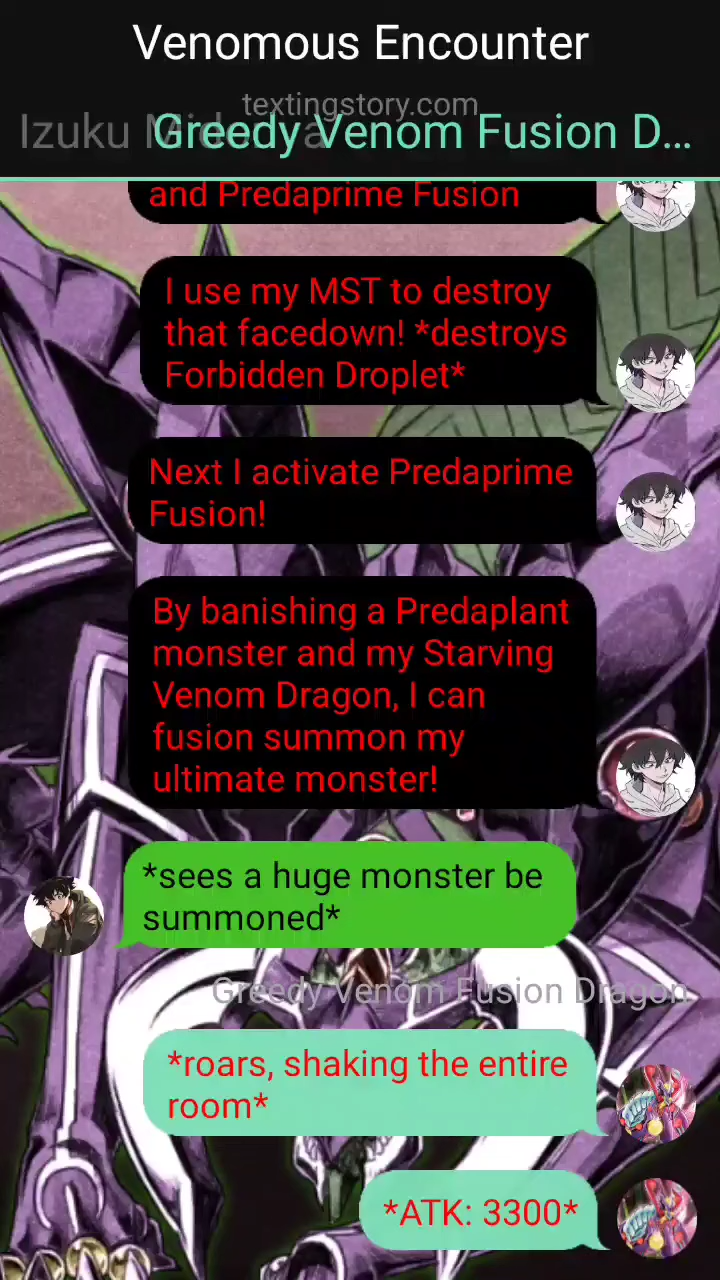 Venomous Encounter
textingstory.com
Izuku Midoriya
Greedy Venom Fusion D...
and Predaprime Fusion
I use my MST to destroy
that facedown! *destroys
Forbidden Droplet*
Next I activate Predaprime
Fusion!
By banishing a Predaplant
monster and my Starving
Venom Dragon, I can
fusion summon my
ultimate monster!
*sees a huge monster be
summoned*
Greedy Venom Fusion Dragon
*roars, shaking the entire
room*
*ATK: 3300*